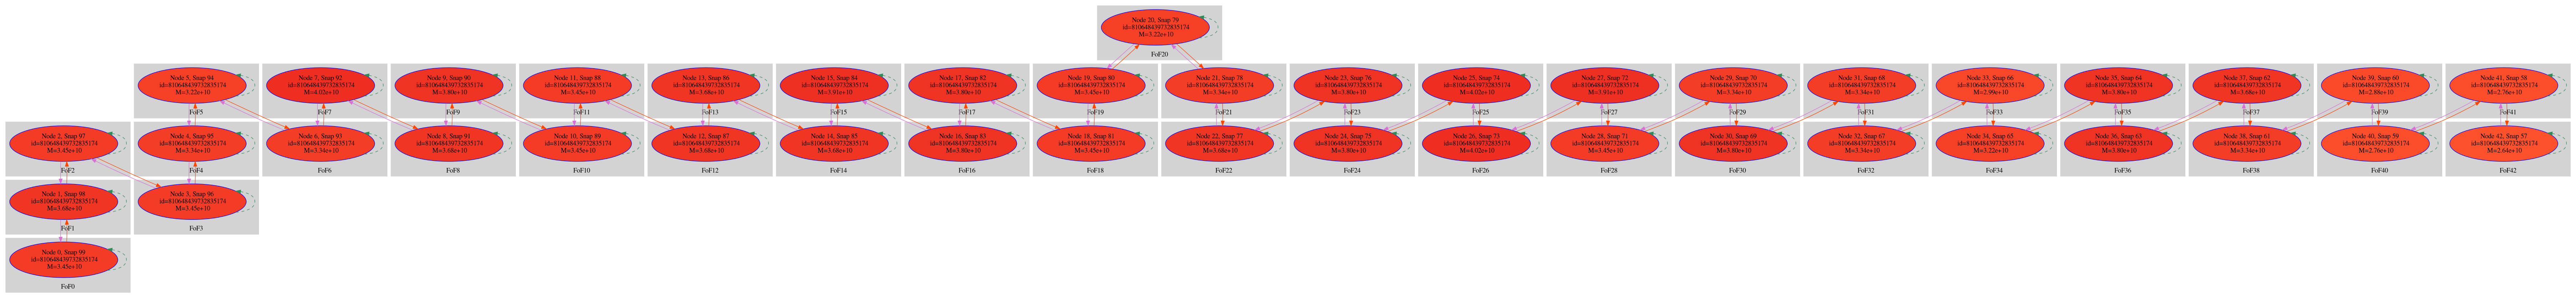 Node 20, Snap 79
id=810648439732835174
M=3.22e+10
FoF20
Node 5, Snap 94
id=810648439732835174
M=3.22e+10
FoF5
Node 7, Snap 92
id=810648439732835174
M=4.02e+10
FoF7
Node 9, Snap 90
id=810648439732835174
M=3.80e+10
FoF9
Node 11, Snap 88
id=810648439732835174
M=3.45e+10
FoF11
Node 13, Snap 86
id=810648439732835174
M=3.68e+10
FoF13
Node 15, Snap 84
id=810648439732835174
M=3.91e+10
FoF15
Node 17, Snap 82
id=810648439732835174
M=3.80e+10
FoF17
Node 19, Snap 80
id=810648439732835174
M=3.45e+10
FoF19
Node 21, Snap 78
id=810648439732835174
M=3.34e+10
FoF21
Node 23, Snap 76
id=810648439732835174
M=3.80e+10
FoF23
Node 25, Snap 74
id=810648439732835174
M=4.02e+10
FoF25
Node 27, Snap 72
id=810648439732835174
M=3.91e+10
FoF27
Node 29, Snap 70
id=810648439732835174
M=3.34e+10
FoF29
Node 31, Snap 68
id=810648439732835174
M=3.34e+10
FoF31
Node 33, Snap 66
id=810648439732835174
M=2.99e+10
FoF33
Node 35, Snap 64
id=810648439732835174
M=3.80e+10
FoF35
Node 37, Snap 62
id=810648439732835174
M=3.68e+10
FoF37
Node 39, Snap 60
id=810648439732835174
M=2.88e+10
FoF39
Node 41, Snap 58
id=810648439732835174
M=2.76e+10
FoF41
Node 2, Snap 97
id=810648439732835174
M=3.45e+10
FoF2
Node 4, Snap 95
id=810648439732835174
M=3.34e+10
FoF4
Node 6, Snap 93
id=810648439732835174
M=3.34e+10
FoF6
Node 8, Snap 91
id=810648439732835174
M=3.68e+10
FoF8
Node 10, Snap 89
id=810648439732835174
M=3.45e+10
FoF10
Node 12, Snap 87
id=810648439732835174
M=3.68e+10
FoF12
Node 14, Snap 85
id=810648439732835174
M=3.68e+10
FoF14
Node 16, Snap 83
id=810648439732835174
M=3.80e+10
FoF16
Node 18, Snap 81
id=810648439732835174
M=3.45e+10
FoF18
Node 22, Snap 77
id=810648439732835174
M=3.68e+10
FoF22
Node 24, Snap 75
id=810648439732835174
M=3.80e+10
FoF24
Node 26, Snap 73
id=810648439732835174
M=4.02e+10
FoF26
Node 28, Snap 71
id=810648439732835174
M=3.45e+10
FoF28
Node 30, Snap 69
id=810648439732835174
M=3.80e+10
FoF30
Node 32, Snap 67
id=810648439732835174
M=3.34e+10
FoF32
Node 34, Snap 65
id=810648439732835174
M=3.22e+10
FoF34
Node 36, Snap 63
id=810648439732835174
M=3.80e+10
FoF36
Node 38, Snap 61
id=810648439732835174
M=3.34e+10
FoF38
Node 40, Snap 59
id=810648439732835174
M=2.76e+10
FoF40
Node 42, Snap 57
id=810648439732835174
M=2.64e+10
FoF42
Node 1, Snap 98
id=810648439732835174
M=3.68e+10
FoF1
Node 3, Snap 96
id=810648439732835174
M=3.45e+10
FoF3
Node 0, Snap 99
id=810648439732835174
M=3.45e+10
FoF0